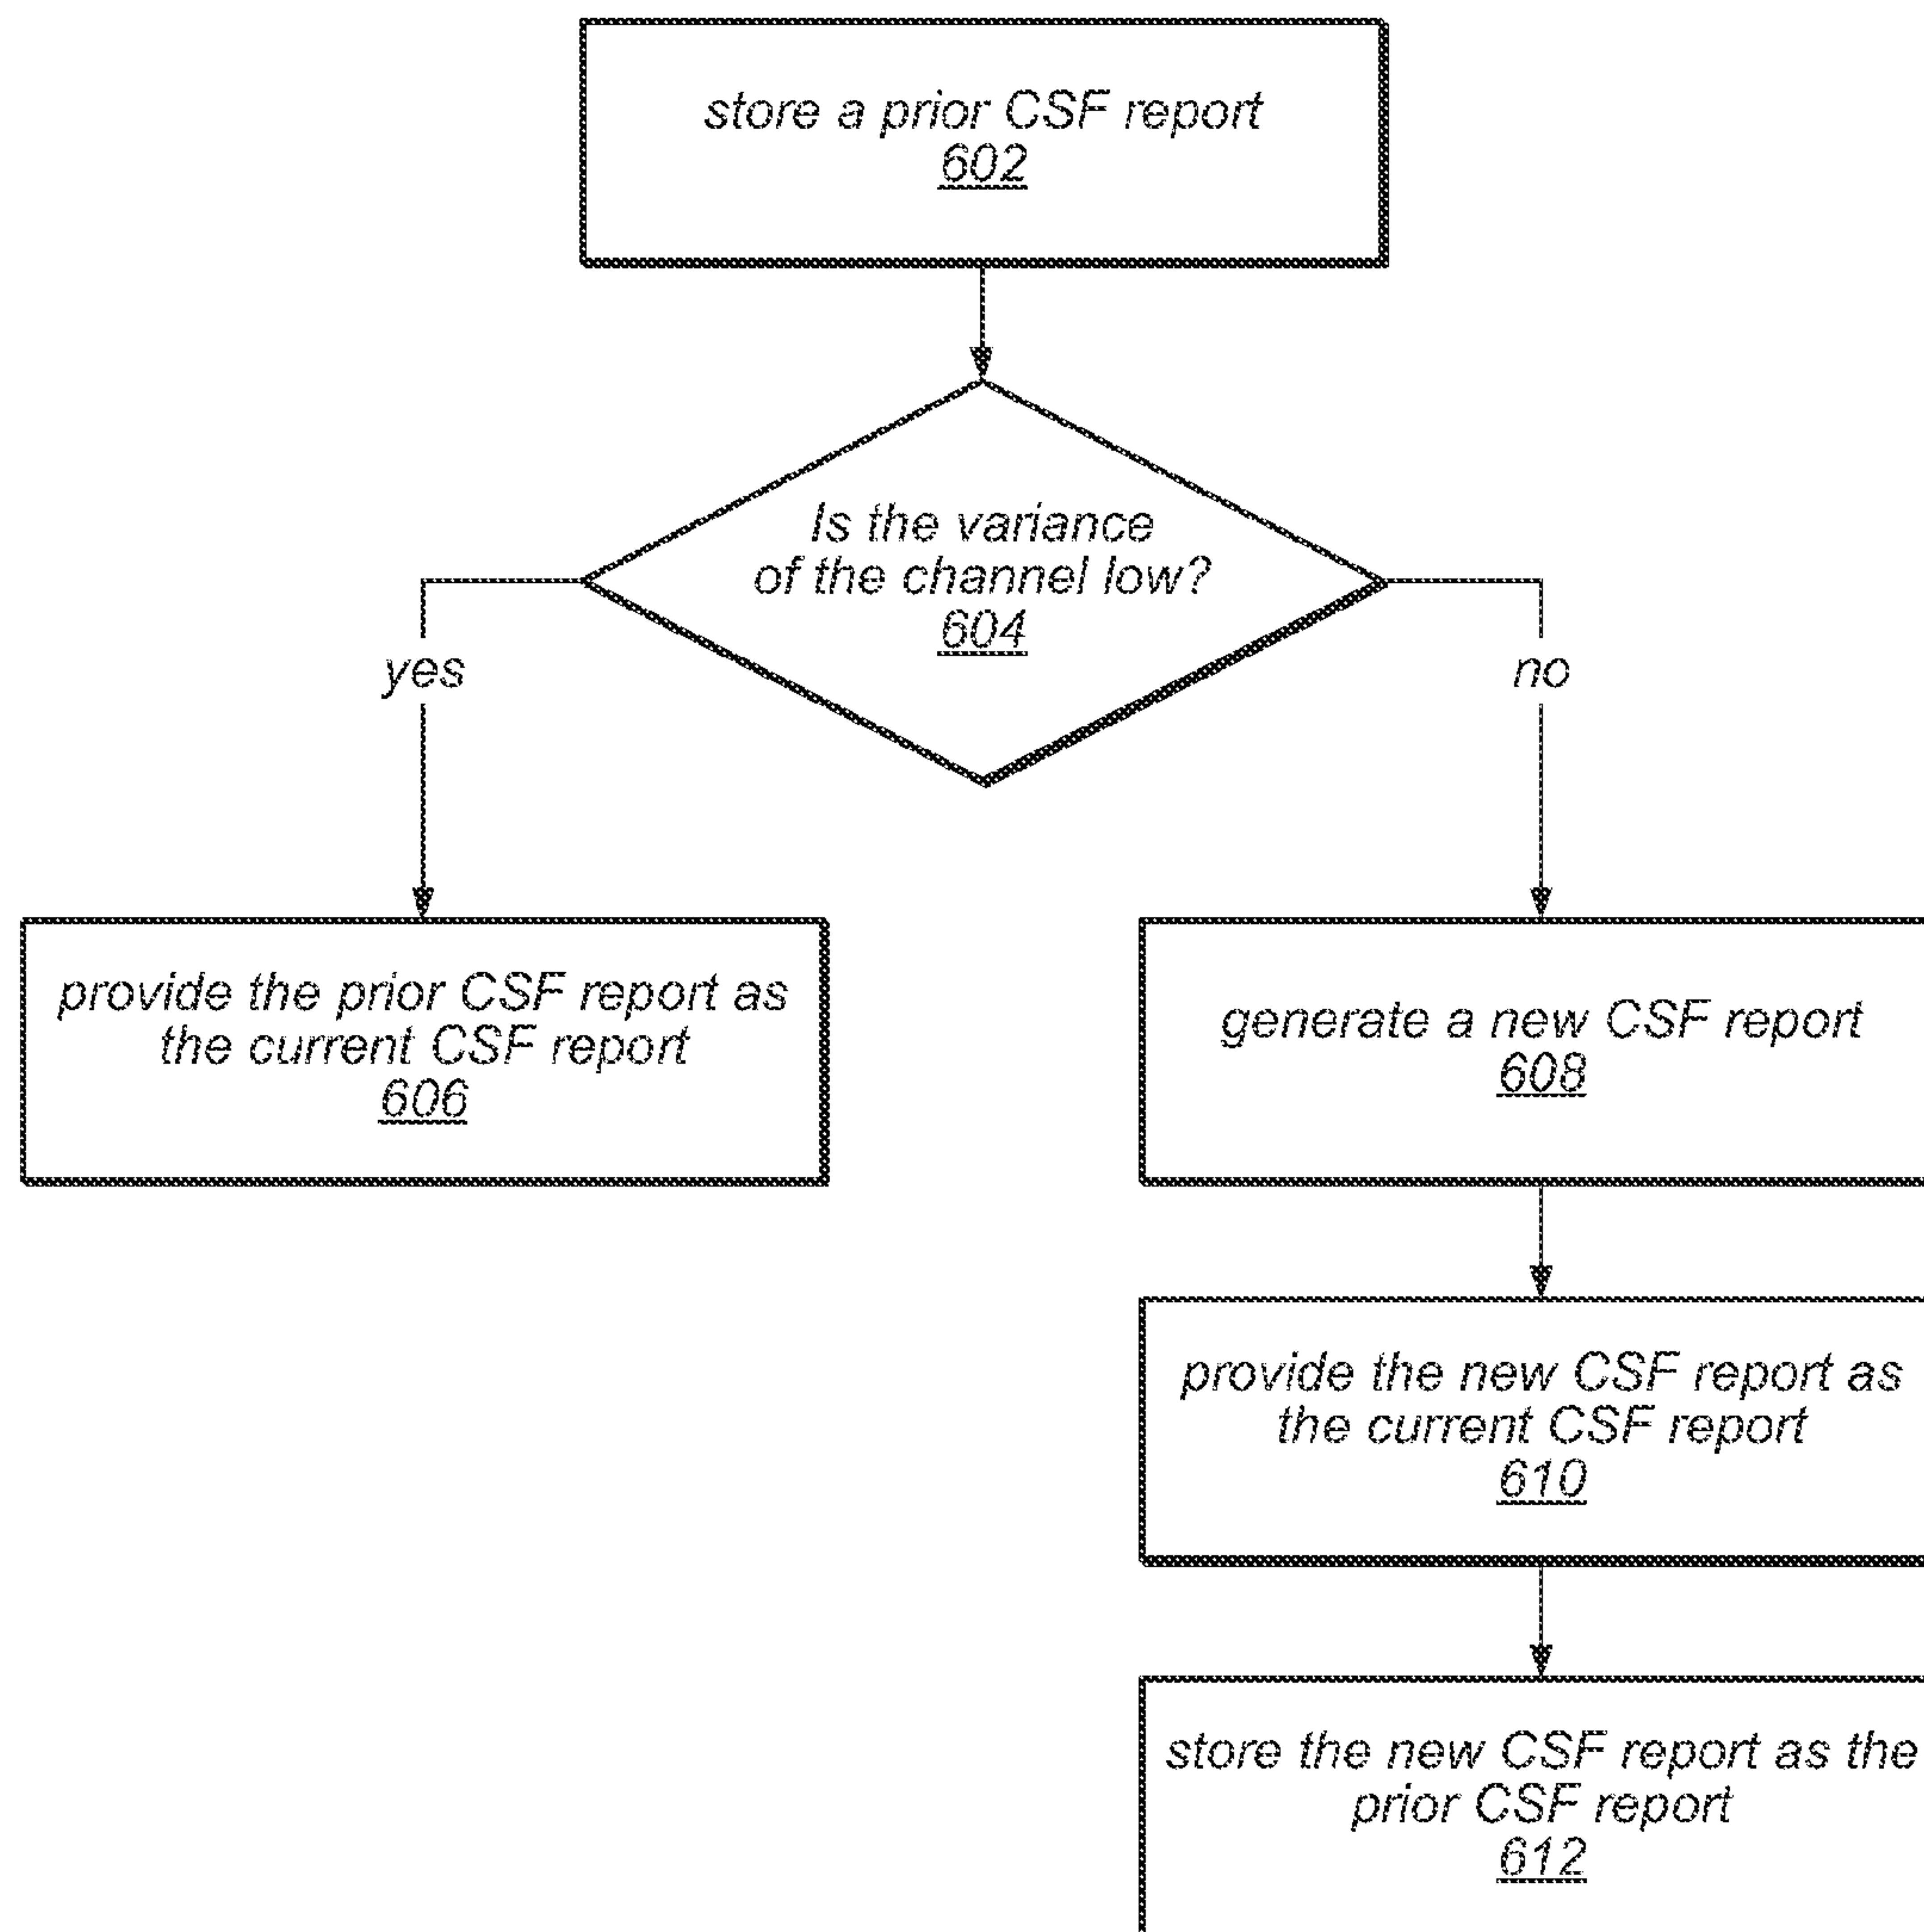 store a prior CSF report
602
Is the variance
of the channel low?
604
yes
no
provide the prior CSF report as
the current CSF report
606
generate a new CSF report
608
provide the new CSF report as
the current CSF report
610
store the new CSF report as the
prior CSF report
612